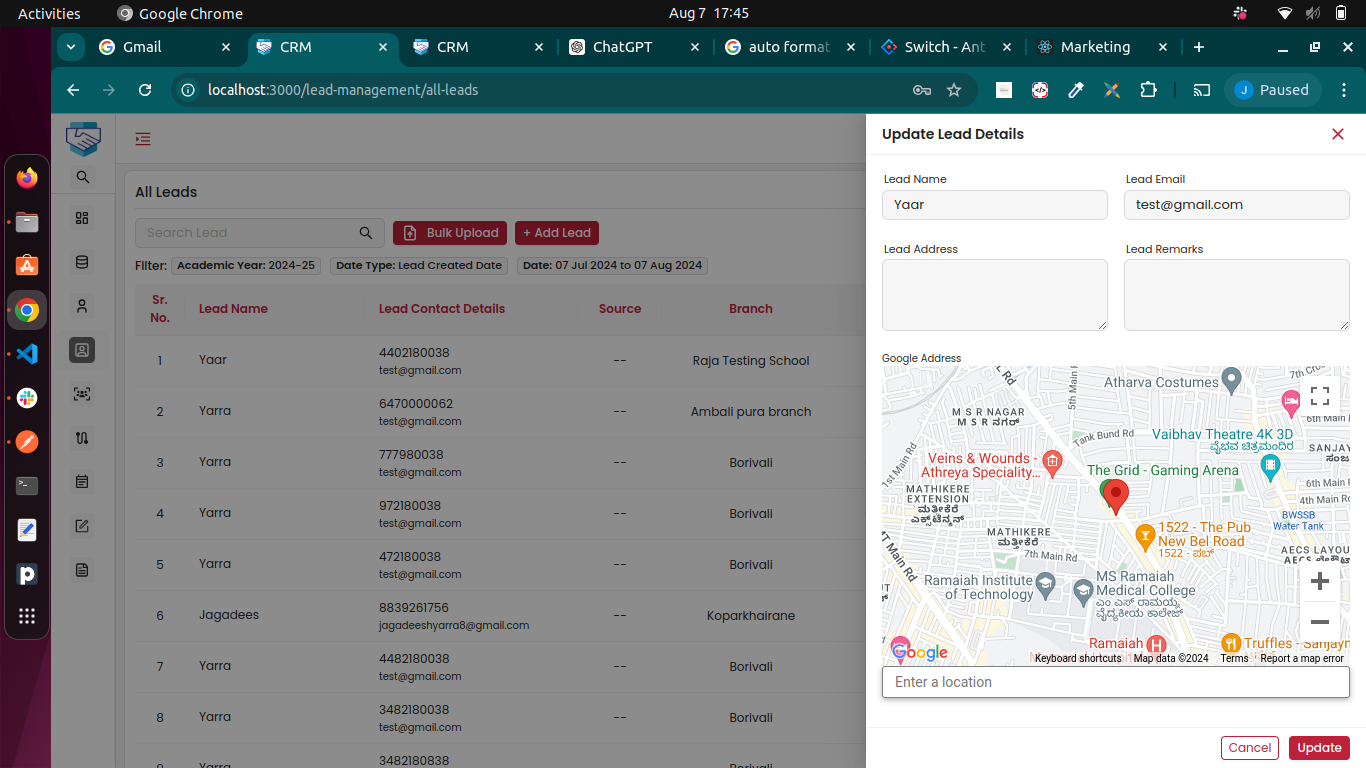 Activities
Google Chrome
Aug 7 17:45
Gmail
CRM
CRM
ChatGPT
auto format
Switch - Ant
Marketing
localhost:3000/lead-management/all-leads
J
Paused
All Leads
Search Lead
Bulk Upload
+ Add Lead
Filter:
Academic Year: 2024-25
Date Type: Lead Created Date
Date: 07 Jul 2024 to 07 Aug 2024
Sr.
No.
Lead Name
Lead Contact Details
Source
Branch
1
Yaar
4402180038
test@gmail.com
--
Raja Testing School
2
Yarra
6470000062
test@gmail.com
--
Ambali pura branch
3
Yarra
777980038
test@gmail.com
--
Borivali
4
Yarra
972180038
test@gmail.com
--
Borivali
5
Yarra
472180038
test@gmail.com
--
Borivali
6
Jagadees
8839261756
jagadeeshyarra8@gmail.com
--
Koparkhairane
7
Yarra
4482180038
test@gmail.com
--
Borivali
8
Yarra
3482180038
test@gmail.com
--
Borivali
9
Yarra
3482180838
Borivali
Update Lead Details
Lead Name
Yaar
Lead Email
test@gmail.com
Lead Address
Lead Remarks
Google Address
Atharva Costumes
5th Main R
7th Cro
6th Main
M S R NAGAR
M S R ನಗರ್
Tank Bund Rd
Vaibhav Theatre 4K 3D
ವೈಭವ ಚಿತ್ರಮಂದಿರ
SANJAY
ಸಂಜ
1st Main Rd
Veins & Wounds -
Athreya Speciality...
The Grid - Gaming Arena
6th Main Rd
4th Main Rd
MATHIKERE
EXTENSION
ಮತ್ತೀಕೆರೆ
ಎಕ್ಸ್‌ಟೆನ್ಶನ್
BWSSB
Water Tank
MATHIKERE
ಮತ್ತೀಕೆರೆ
1522 - The Pub
New Bel Road
1522 - ಪಬ್
7th Main Rd
AECS LAYOU
MT Main Rd
Ramaiah Institute
of Technology
MS Ramaiah
Medical College
ಎಂ ಎಸ್ ರಾಮಯ್ಯ
ವೈದ್ಯಕೀಯ ಕಾಲೇಜ್
Ramaiah
Truffles - Sanjayn
Google
Keyboard shortcuts
Map data ©2024
Terms
Report a map error
Enter a location
Cancel
Update